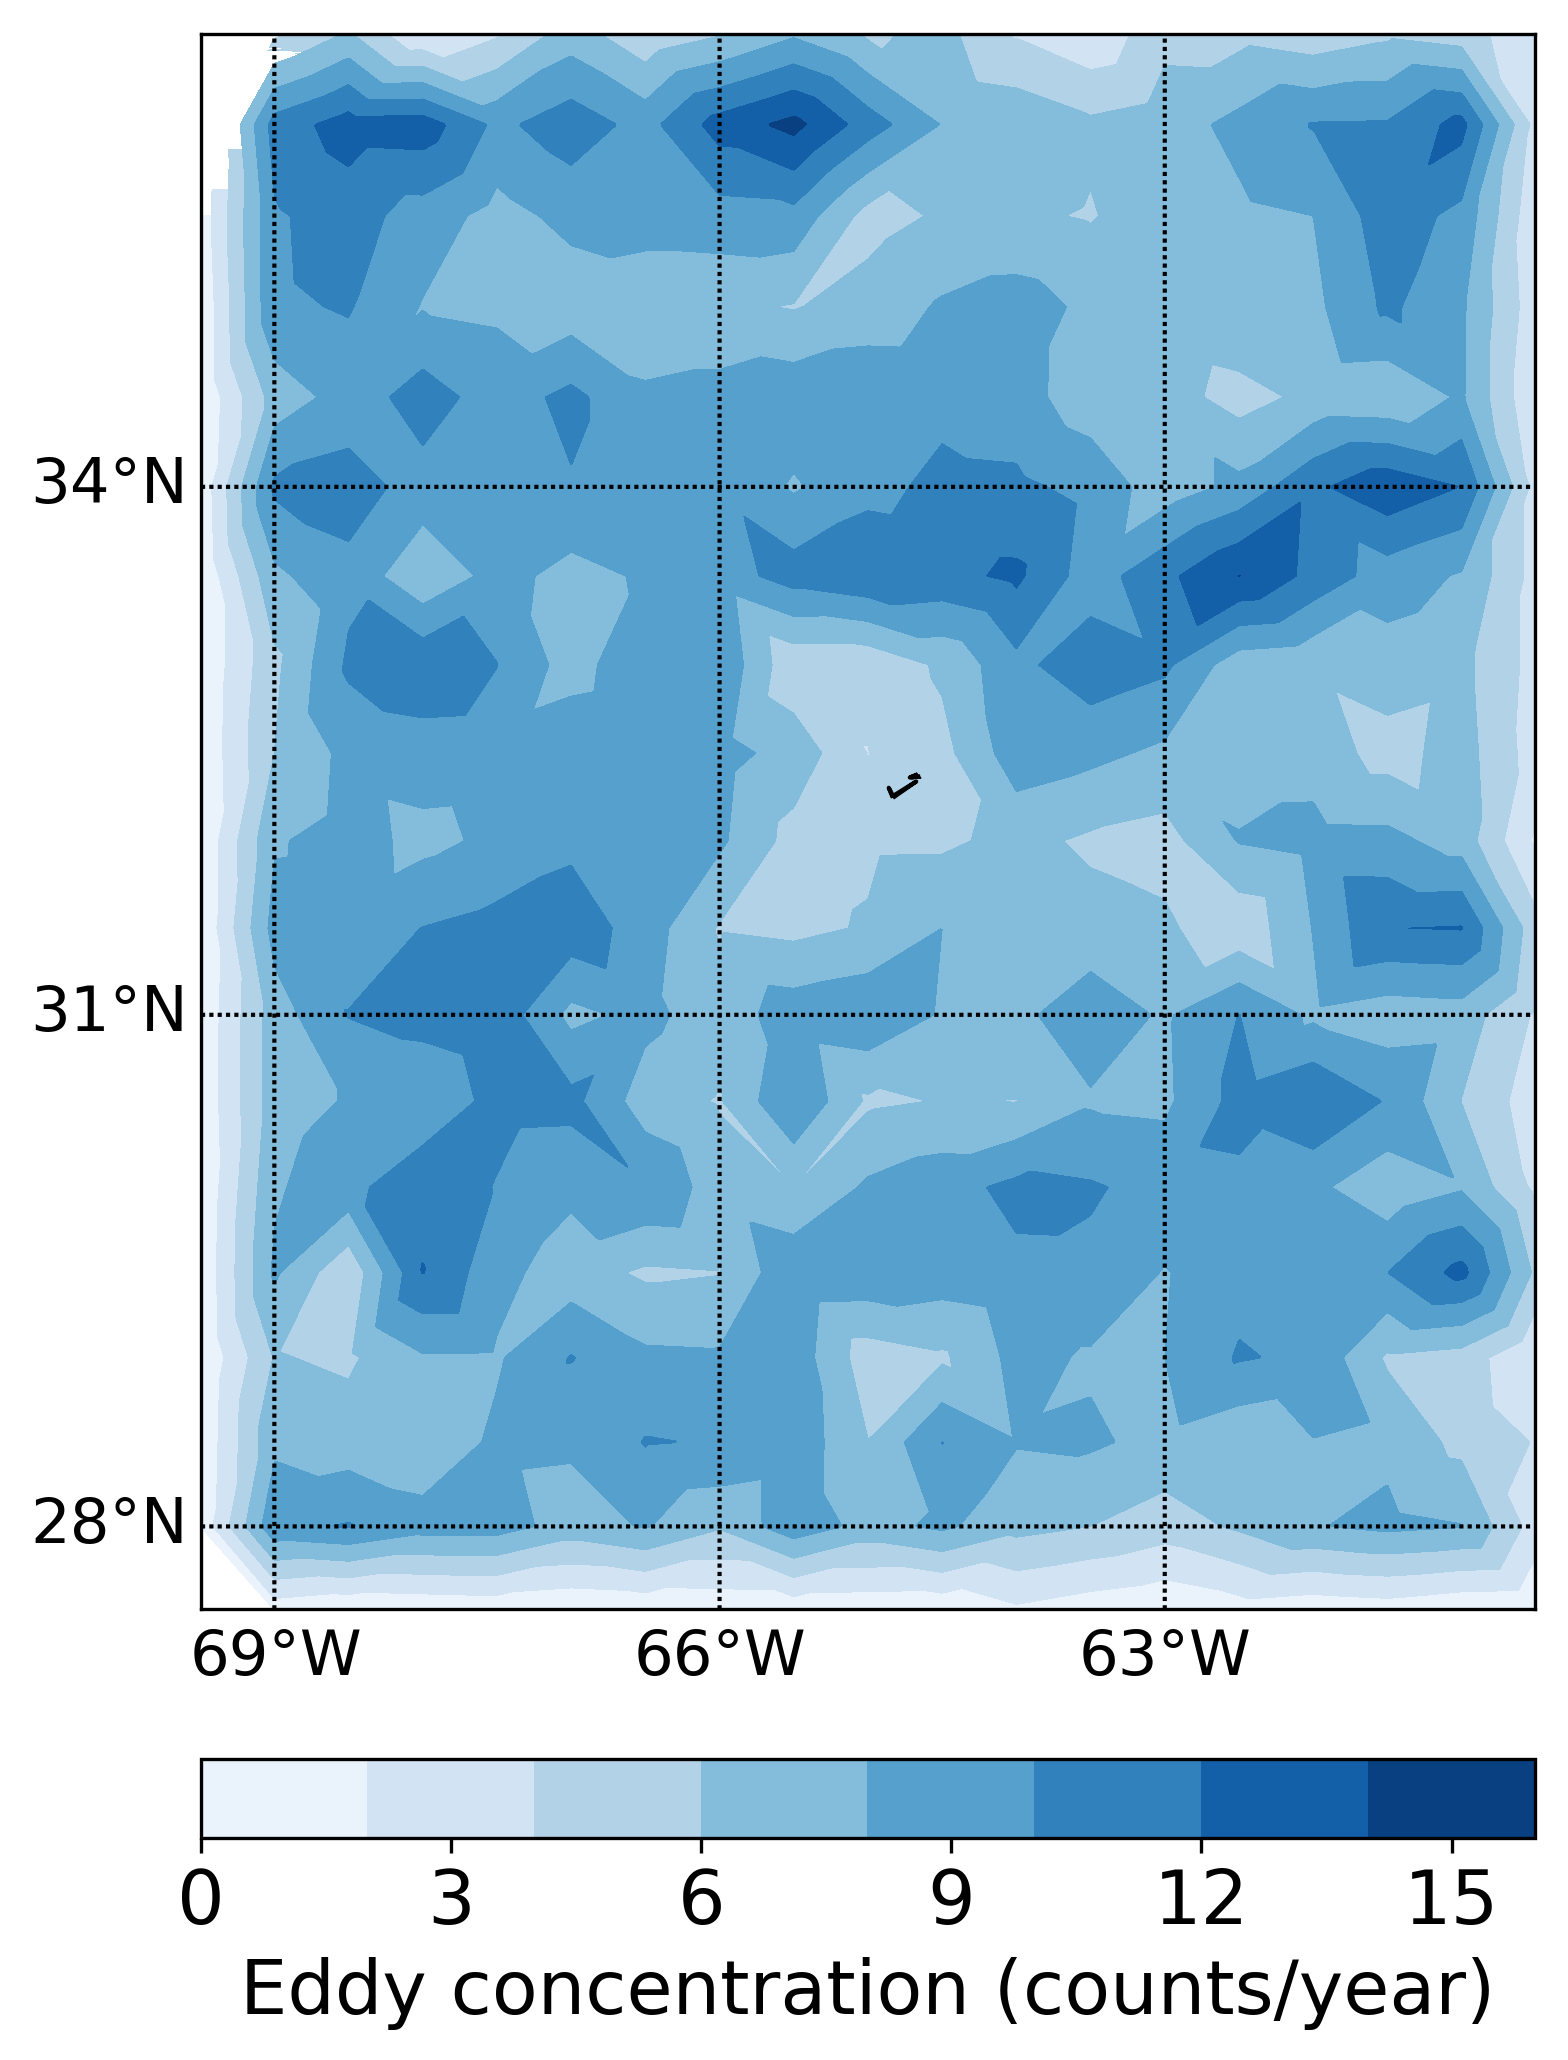 34°N
31°N
28°N
69°W 66°W 63°W
0 3 6 9 12 15
Eddy concentration (counts/year)